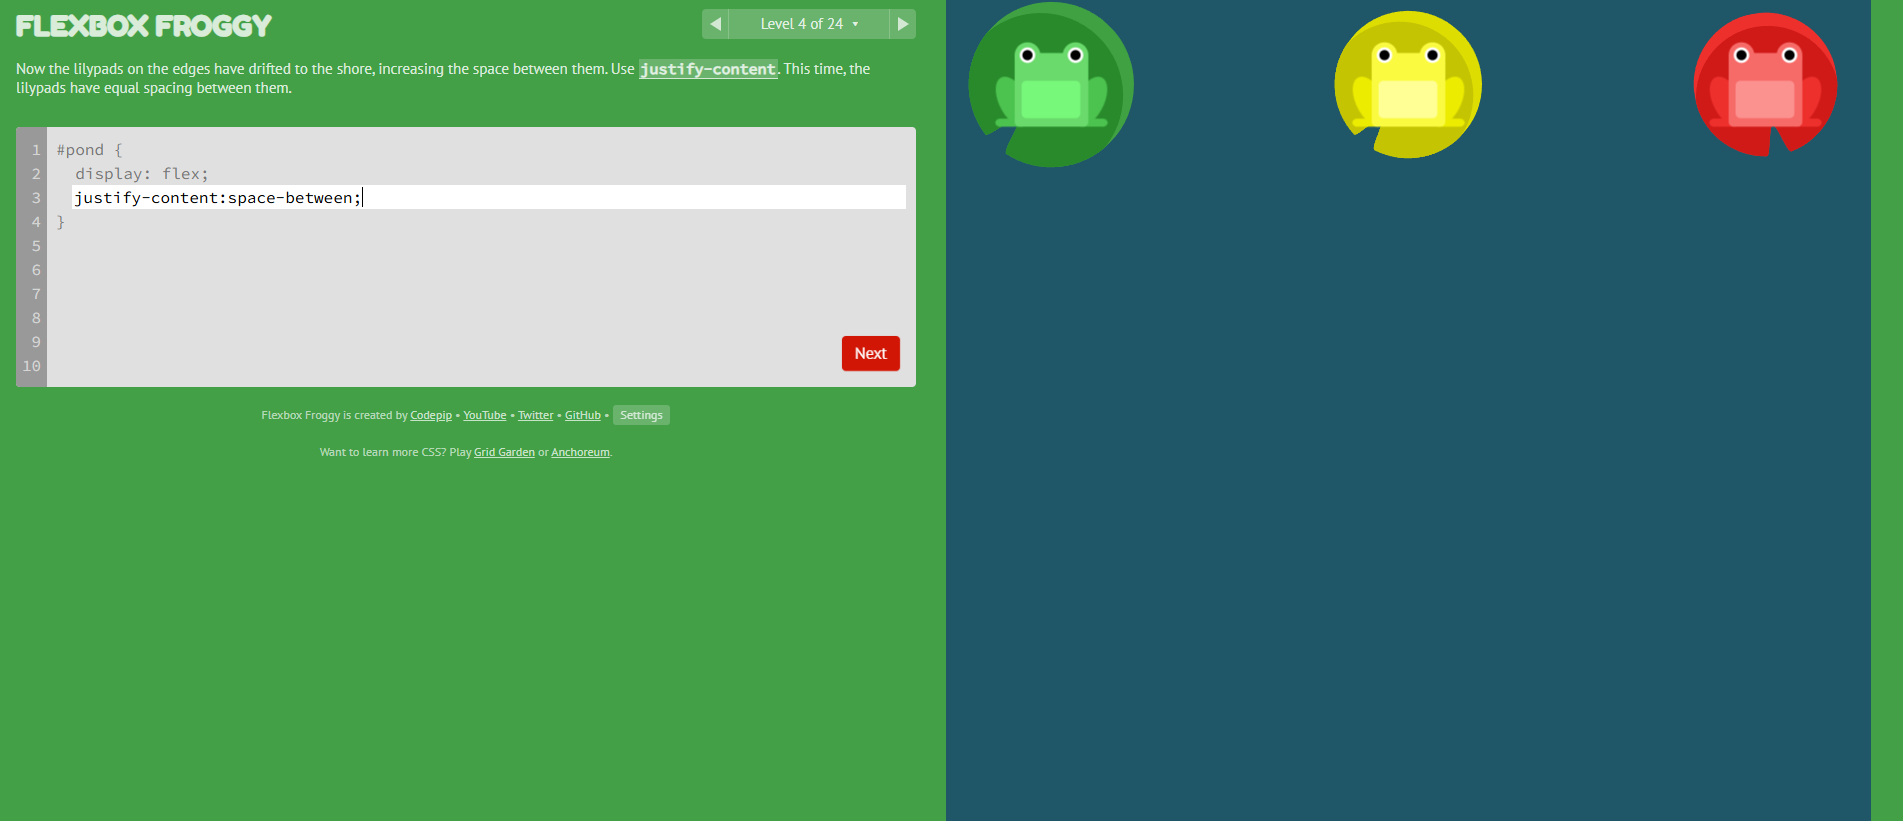 FLEXBOX FROGGY
Level 4 of 24
Now the lilypads on the edges have drifted to the shore, increasing the space between them. Use justify-content. This time, the
lilypads have equal spacing between them.
1 #pond {
2 display: flex;
3 justify-content:space-between;
4 }
5
6
7
8
9
10
Next
Flexbox Froggy is created by Codepip • YouTube • Twitter • GitHub • Settings
Want to learn more CSS? Play Grid Garden or Anchoreum.